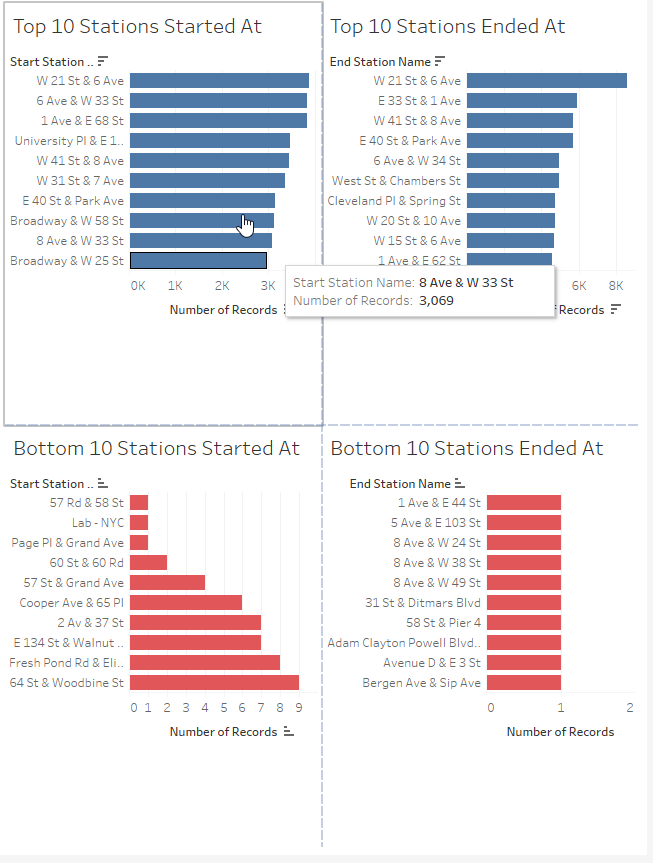 Top 10 Stations Started At
Start Station ..
W 21 St & 6 Ave
6 Ave & W 33 St
1 Ave & E 68 St
University Pl & E 1..
W 41 St & 8 Ave
W 31 St & 7 Ave
E 40 St & Park Ave
Broadway & W 58 St
8 Ave & W 33 St
Broadway & W 25 St
0K 1K 2K 3K
Number of Records
Top 10 Stations Ended At
End Station Name
W 21 St & 6 Ave
E 33 St & 1 Ave
W 41 St & 8 Ave
E 40 St & Park Ave
6 Ave & W 34 St
West St & Chambers St
Cleveland Pl & Spring St
W 20 St & 10 Ave
W 15 St & 6 Ave
1 Ave & E 62 St
6K 8K
Records
Start Station Name: 8 Ave & W 33 St
Number of Records: 3,069
Bottom 10 Stations Started At
Start Station ..
57 Rd & 58 St
Lab - NYC
Page Pl & Grand Ave
60 St & 60 Rd
57 St & Grand Ave
Cooper Ave & 65 Pl
2 Av & 37 St
E 134 St & Walnut ..
Fresh Pond Rd & Eli..
64 St & Woodbine St
0 1 2 3 4 5 6 7 8 9
Number of Records
Bottom 10 Stations Ended At
End Station Name
1 Ave & E 44 St
5 Ave & E 103 St
8 Ave & W 24 St
8 Ave & W 38 St
8 Ave & W 49 St
31 St & Ditmars Blvd
58 St & Pier 4
Adam Clayton Powell Blvd..
Avenue D & E 3 St
Bergen Ave & Sip Ave
0 1 2
Number of Records